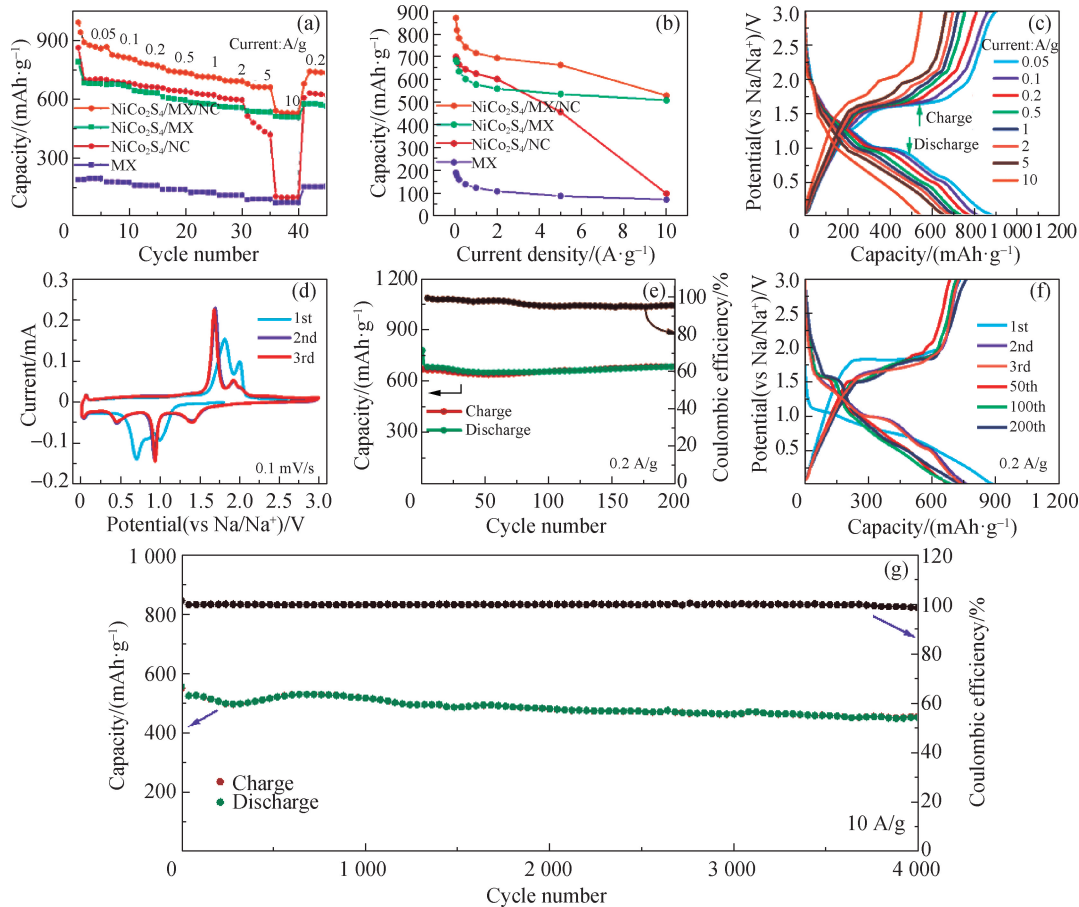 (a)
900
600
300
0
0.05
0.1
0.2
0.5
1
2
5
10
0.2
Current:A/g
NiCo₂S₄/MX/NC
NiCo₂S₄/MX
NiCo₂S₄/NC
MX
0 10 20 30 40
Capacity/(mAh·g⁻¹)
Cycle number
(b)
900
800
700
600
500
400
300
200
100
0
NiCo₂S₄/MX/NC
NiCo₂S₄/MX
NiCo₂S₄/NC
MX
0 2 4 6 8 10
Capacity/(mAh·g⁻¹)
Current density/(A·g⁻¹)
(c)
3.0
2.5
2.0
1.5
1.0
0.5
Current:A/g
0.05
0.1
0.2
0.5
1
2
5
10
Charge
Discharge
0 200 400 600 800 1 000 1 200
Potential(vs Na/Na⁺)/V
Capacity/(mAh·g⁻¹)
(d)
0.3
0.2
0.1
0
−0.1
−0.2
1st
2nd
3rd
0.1 mV/s
0 0.5 1.0 1.5 2.0 2.5 3.0
Current/mA
Potential(vs Na/Na⁺)/V
(e)
1 200
900
600
300
100
80
60
40
20
0
Charge
Discharge
0.2 A/g
0 50 100 150 200
Capacity/(mAh·g⁻¹)
Coulombic efficiency/%
Cycle number
(f)
3.0
2.5
2.0
1.5
1.0
0.5
1st
2nd
3rd
50th
100th
200th
0.2 A/g
0 300 600 900 1 200
Potential(vs Na/Na⁺)/V
Capacity/(mAh·g⁻¹)
(g)
1 000
800
600
400
200
120
100
80
60
40
20
0
Charge
Discharge
10 A/g
0 1 000 2 000 3 000 4 000
Capacity/(mAh·g⁻¹)
Coulombic efficiency/%
Cycle number